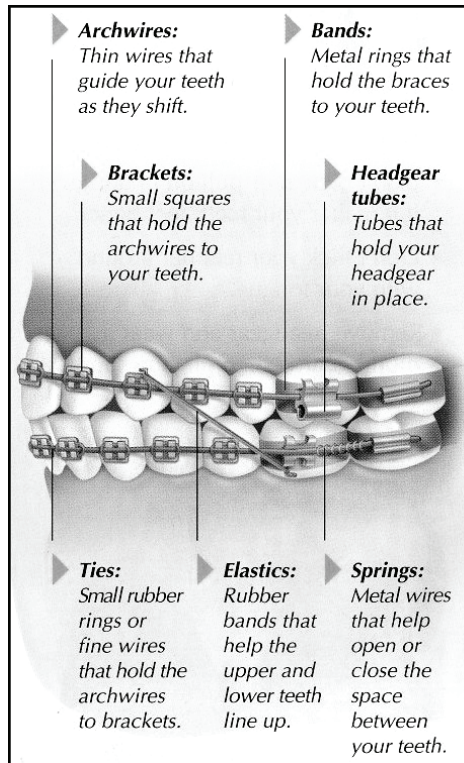 Archwires:
Thin wires that
guide your teeth
as they shift.
Bands:
Metal rings that
hold the braces
to your teeth.
Brackets:
Small squares
that hold the
archwires to
your teeth.
Headgear
tubes:
Tubes that
hold your
headgear
in place.
Ties:
Small rubber
rings or
fine wires
that hold the
archwires
to brackets.
Elastics:
Rubber
bands that
help the
upper and
lower teeth
line up.
Springs:
Metal wires
that help
open or
close the
space
between
your teeth.